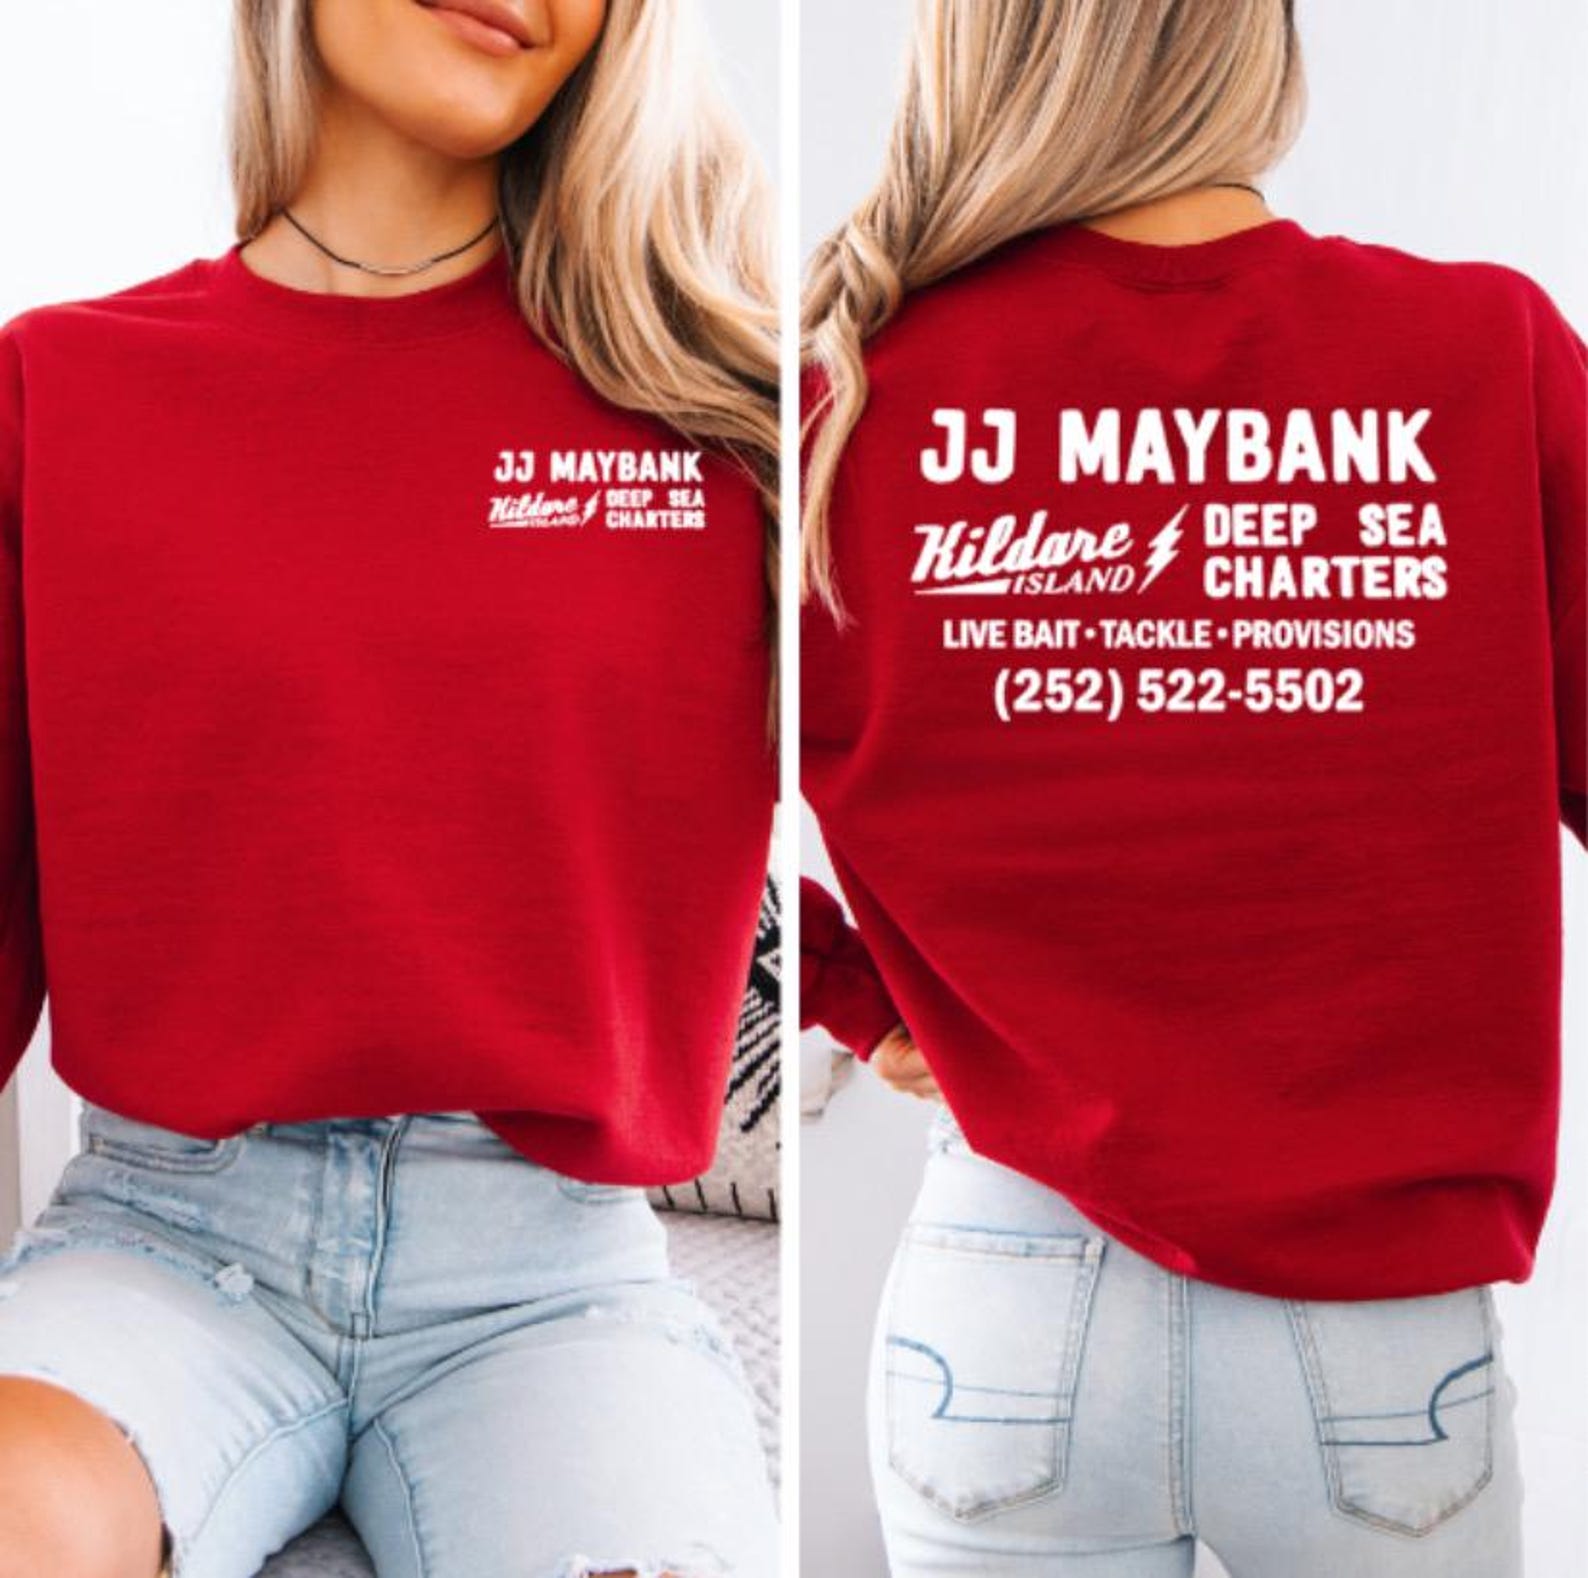 JJ MAYBANK
Kildare ISLAND DEEP SEA CHARTERS
JJ MAYBANK
Kildare ISLAND DEEP SEA CHARTERS
LIVE BAIT • TACKLE • PROVISIONS
(252) 522-5502